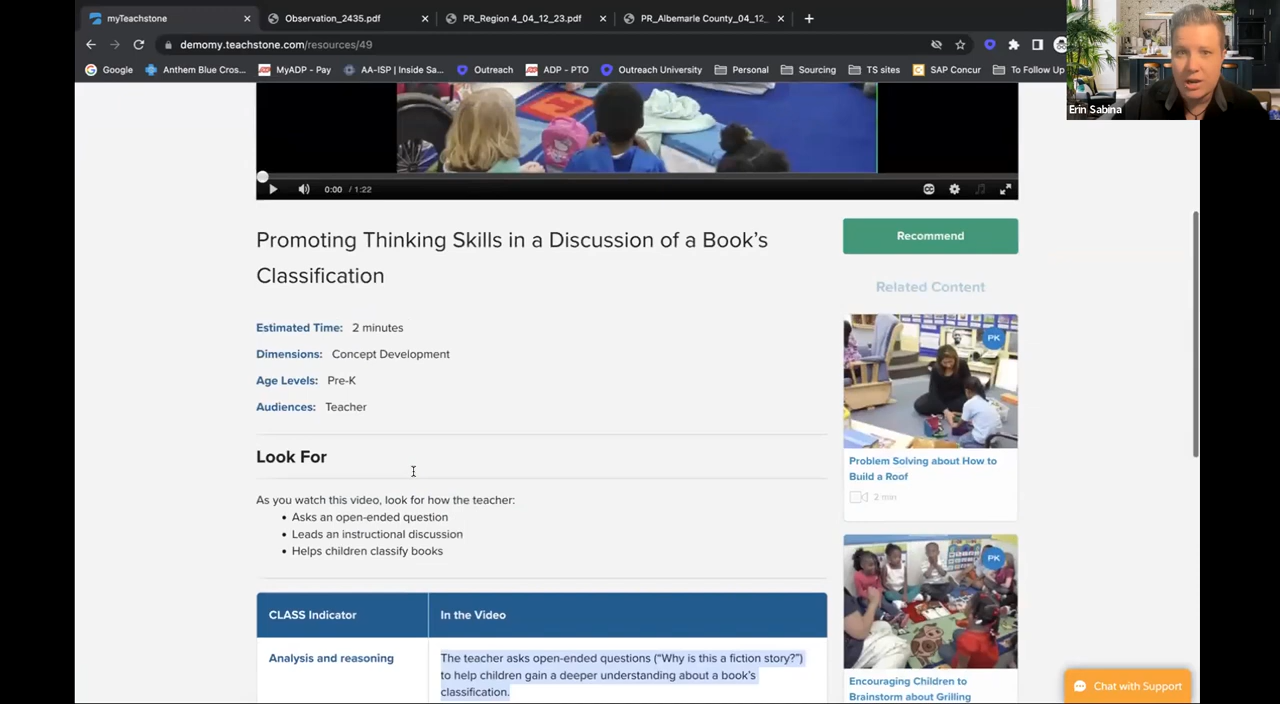 myTeachstone
Observation_2435.pdf
PR_Region 4_04_12_23.pdf
PR_Albemarle County_04_12_
demomy.teachstone.com/resources/49
Google
Anthem Blue Cros...
MyADP - Pay
AA-ISP | Inside Sa...
Outreach
ADP - PTO
Outreach University
Personal
Sourcing
TS sites
SAP Concur
To Follow Up
Erin Sabina
0:00 / 1:22
CC
Promoting Thinking Skills in a Discussion of a Book’s
Classification
Estimated Time: 2 minutes
Dimensions: Concept Development
Age Levels: Pre-K
Audiences: Teacher
Look For
As you watch this video, look for how the teacher:
• Asks an open-ended question
• Leads an instructional discussion
• Helps children classify books
CLASS Indicator
In the Video
Analysis and reasoning
The teacher asks open-ended questions (“Why is this a fiction story?”)
to help children gain a deeper understanding about a book’s
classification.
Recommend
Related Content
PK
Problem Solving about How to
Build a Roof
2 min
PK
Encouraging Children to
Brainstorm about Grilling
Chat with Support